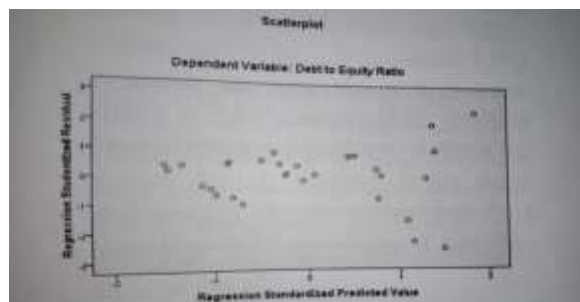 Scatterplot
Dependent Variable: Debt to Equity Ratio
Regression Studentized Residual
Regression Standardized Predicted Value